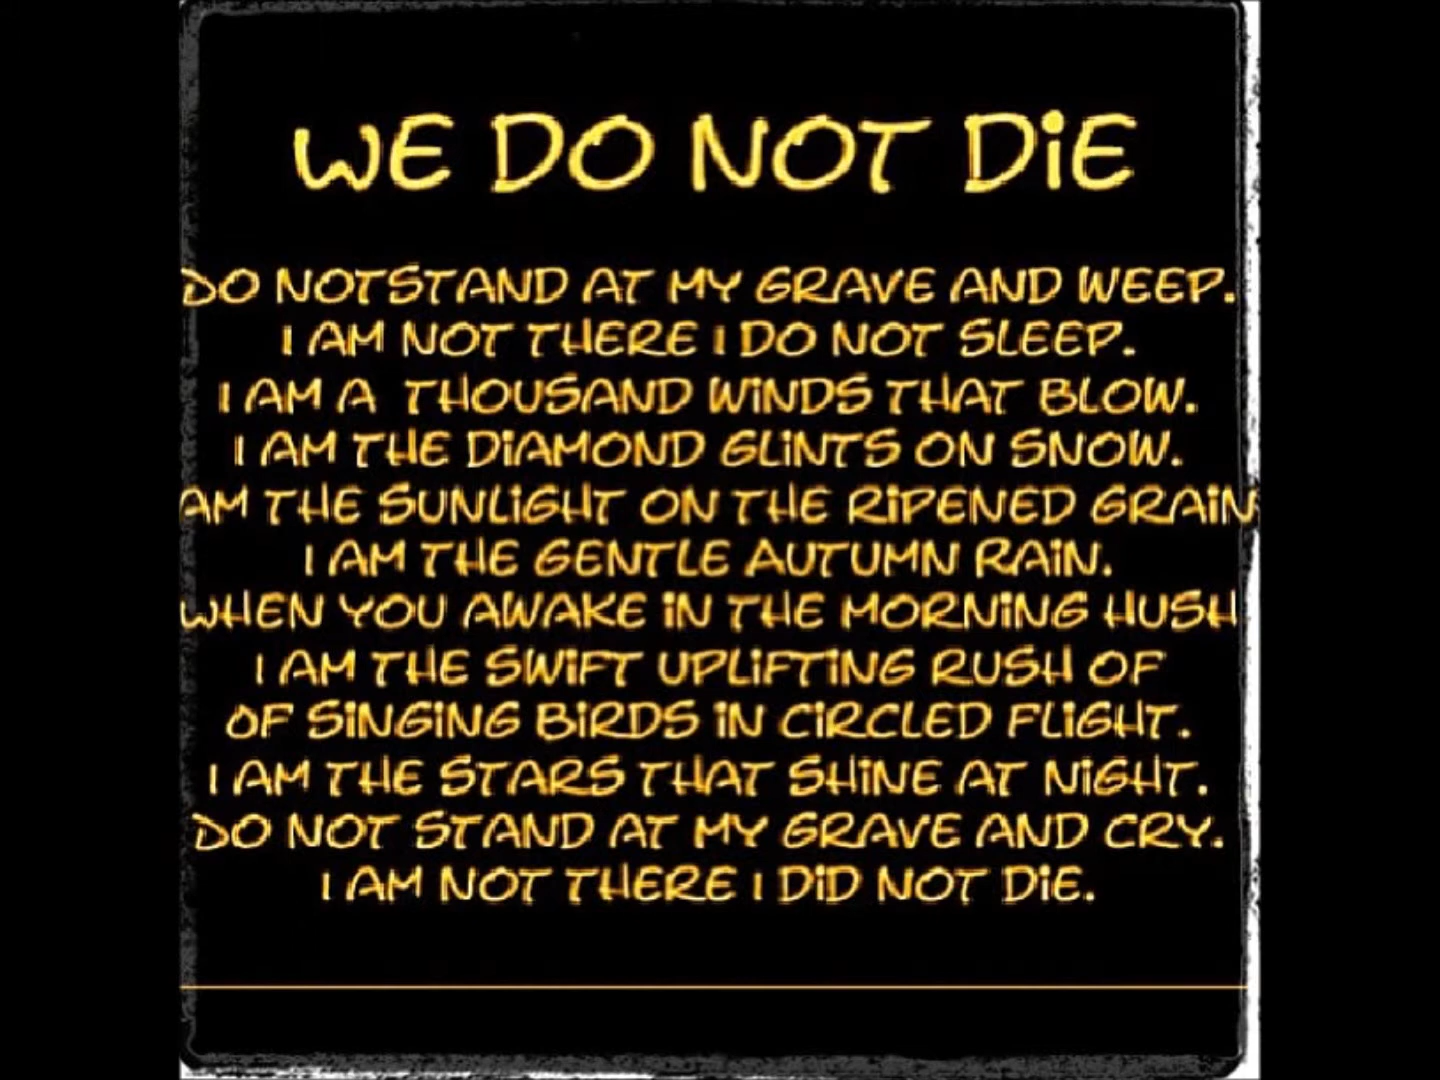 WE DO NOT DiE
DO NOTSTAND AT MY GRAVE AND WEEP.
I AM NOT THERE I DO NOT SLEEP.
I AM A THOUSAND WiNDS THAT BLOW.
I AM THE DiAMOND GLiNTS ON SNOW.
AM THE SUNLiGHT ON THE RiPENED GRAiN
I AM THE GENTLE AUTUMN RAiN.
WHEN YOU AWAKE iN THE MORNiNG HUSH
I AM THE SWiFT UPLiFTiNG RUSH OF
OF SiNGiNG BiRDS iN CiRCLED FLiGHT.
I AM THE STARS THAT SHiNE AT NiGHT.
DO NOT STAND AT MY GRAVE AND CRY.
I AM NOT THERE I DiD NOT DiE.